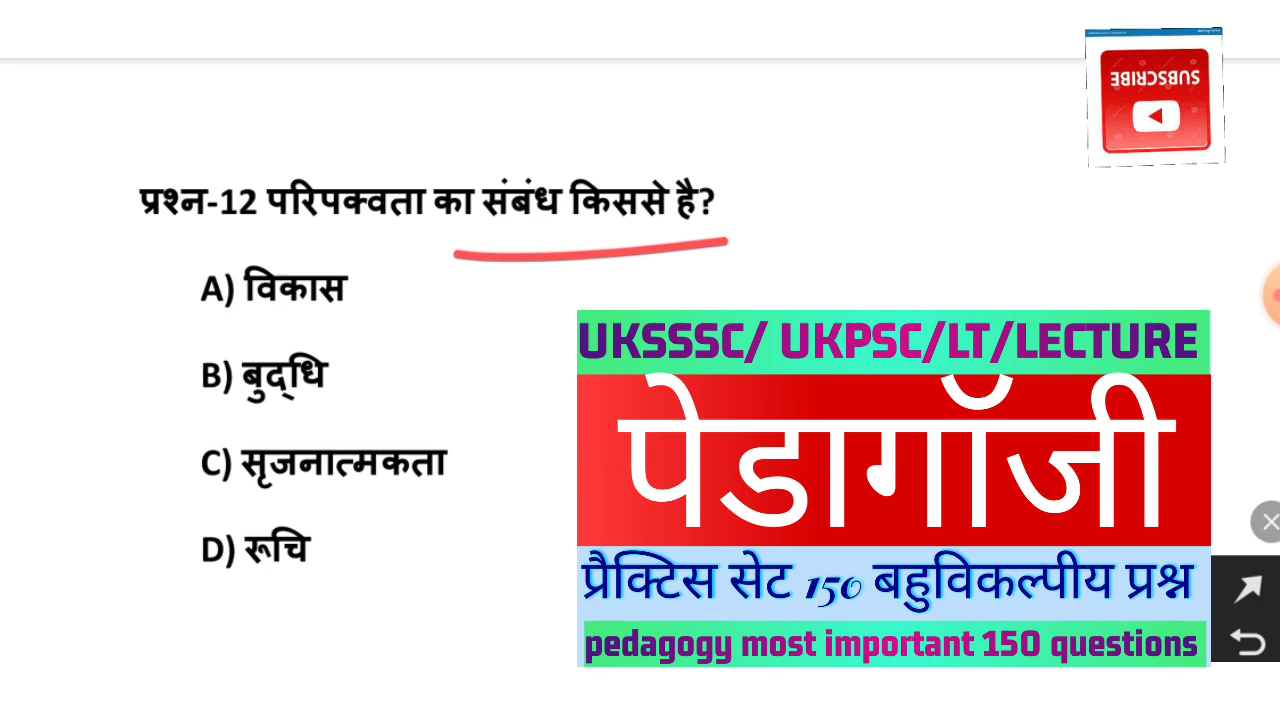 SUBSCRIBE
प्रश्न-12 परिपक्वता का संबंध किससे है?
A) विकास
B) बुद्धि
C) सृजनात्मकता
D) रूचि
UKSSSC/ UKPSC/LT/LECTURE
पेडागॉजी
प्रैक्टिस सेट 150 बहुविकल्पीय प्रश्न
pedagogy most important 150 questions